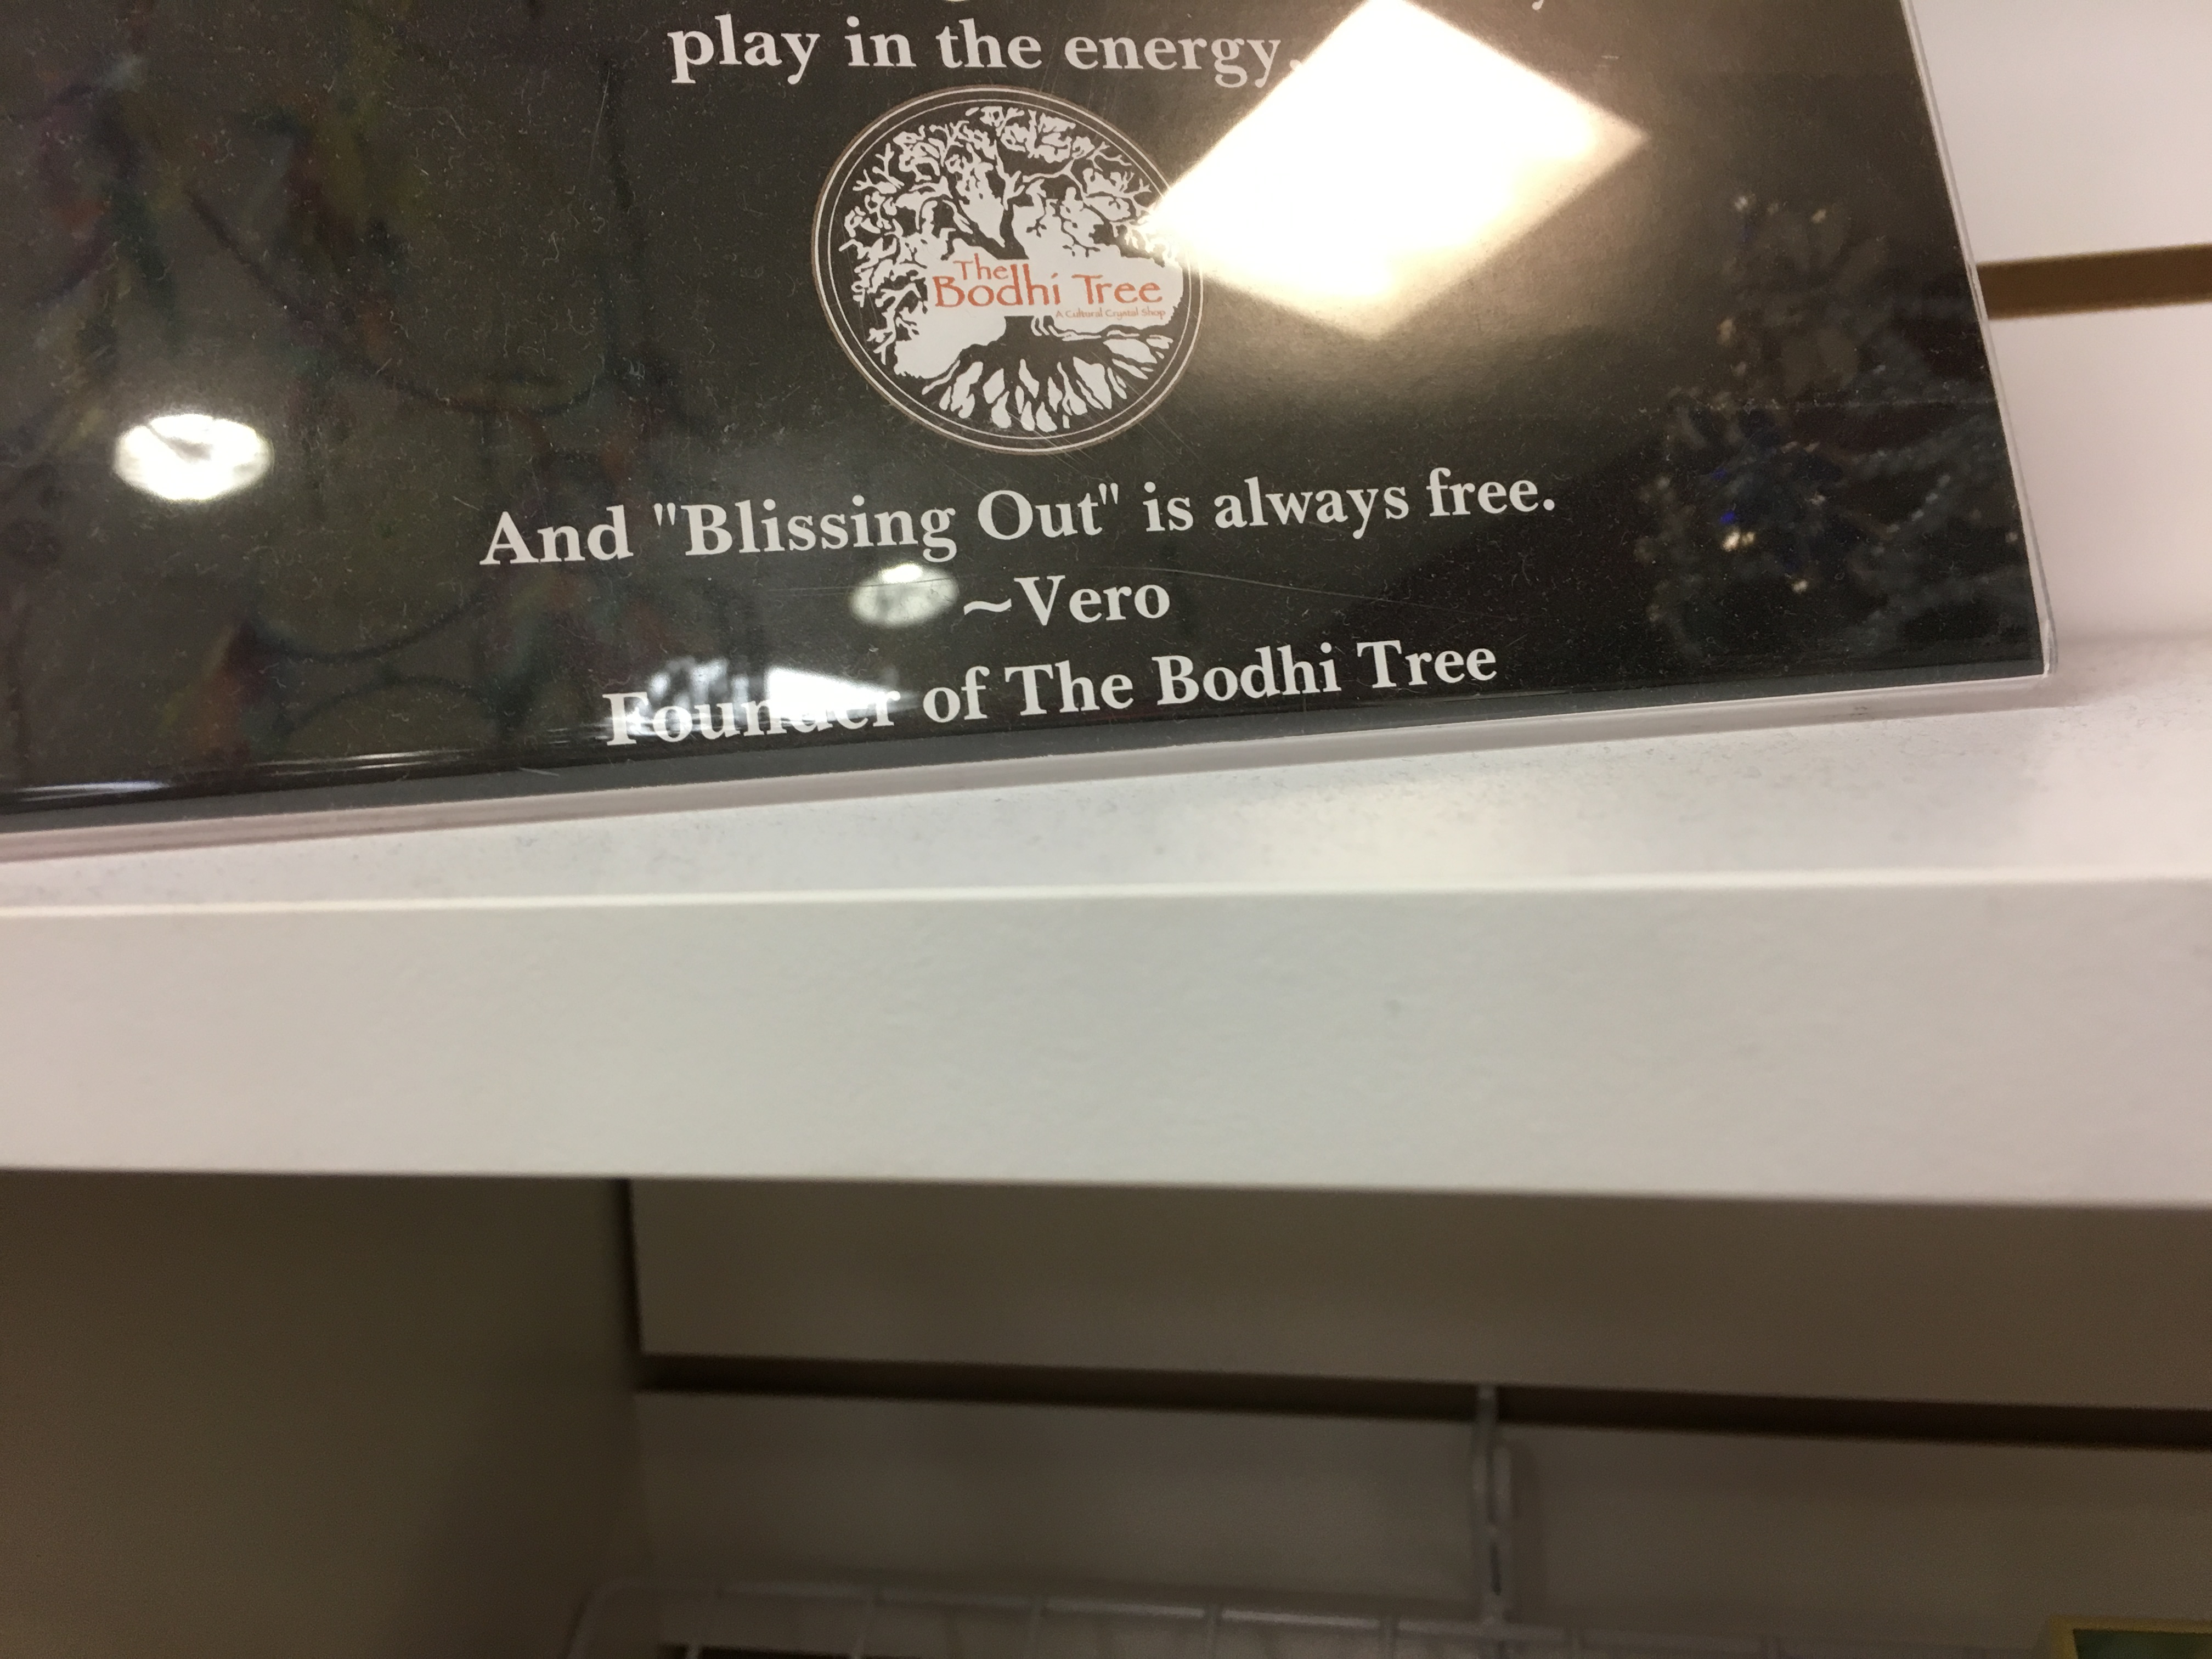 play in the energy.
The
Bodhi Tree
A Cultural Crystal Shop
And "Blissing Out" is always free.
~Vero
Founder of The Bodhi Tree